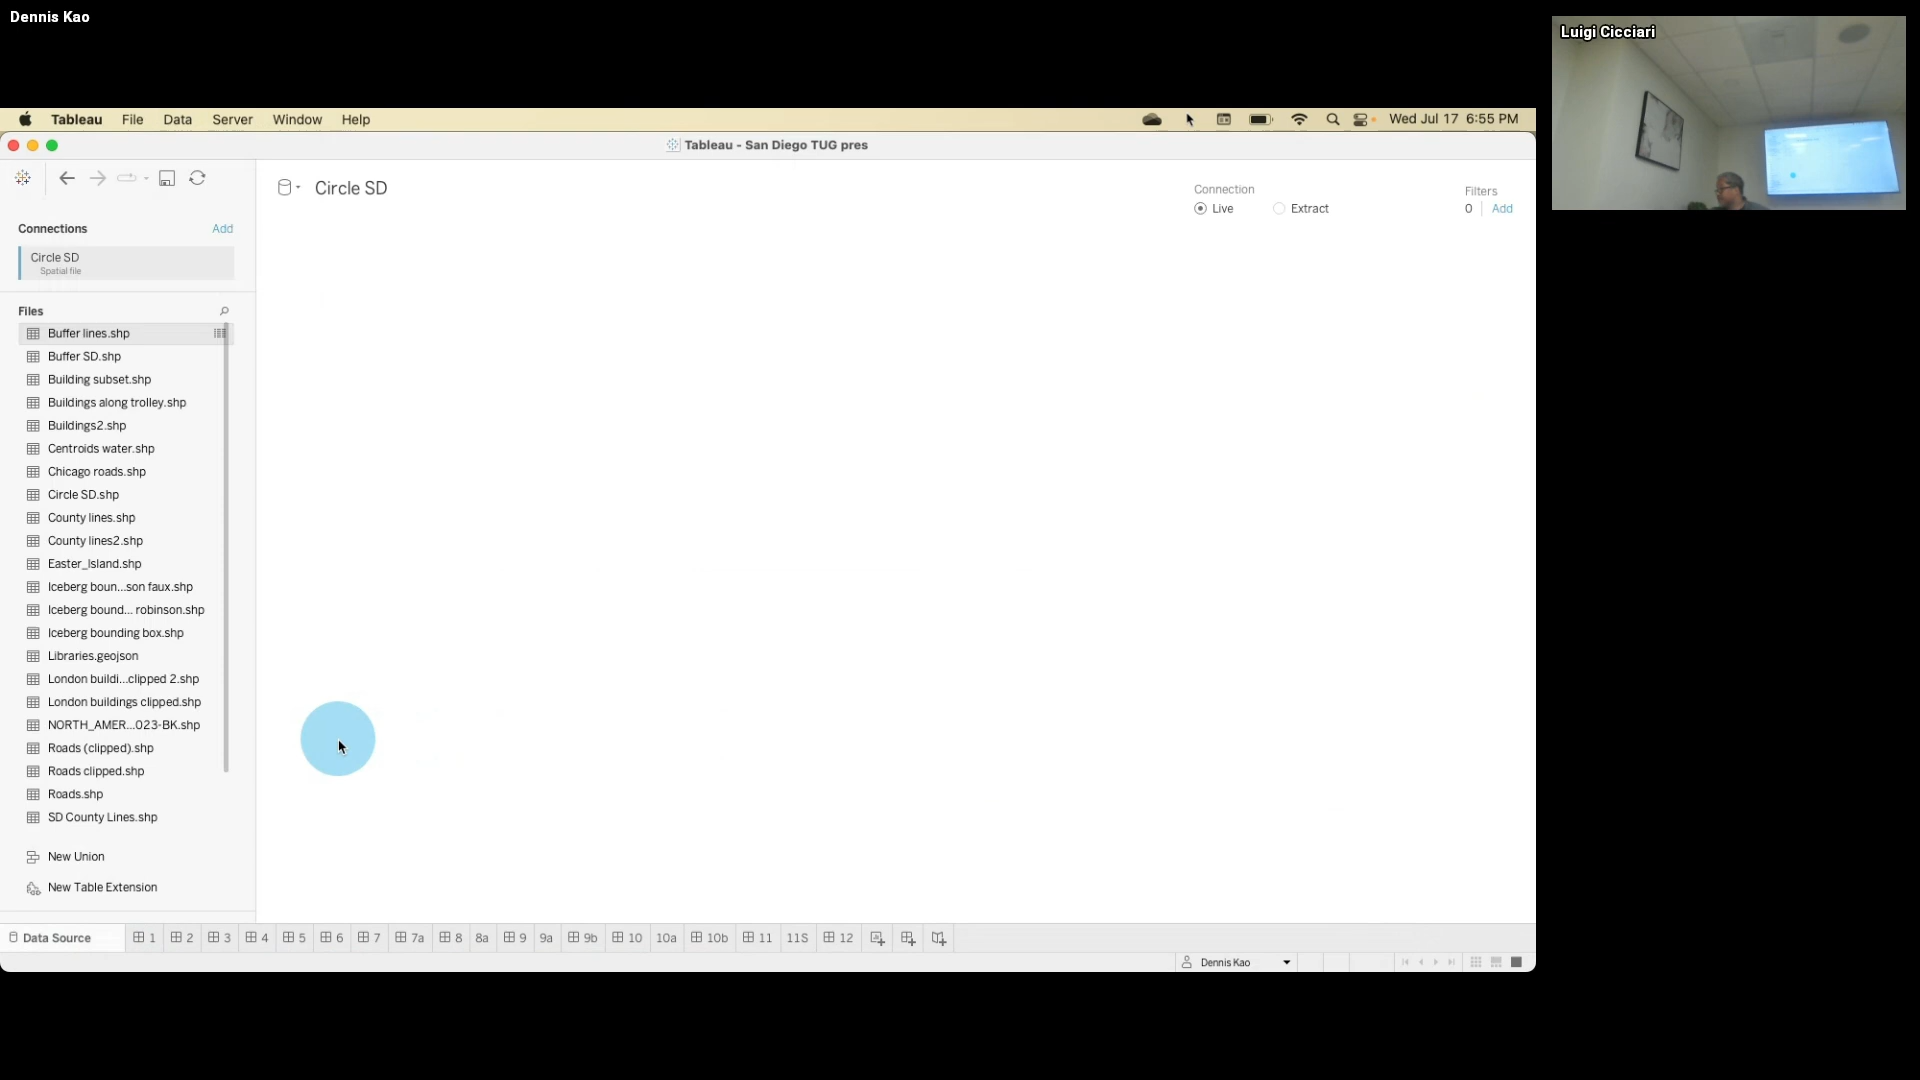 Dennis Kao
Luigi Cicciari
Tableau File Data Server Window Help
Wed Jul 17 6:55 PM
Tableau - San Diego TUG pres
Circle SD
Connection
Live
Extract
Filters
0
Add
Connections
Add
Circle SD
Spatial file
Files
Buffer lines.shp
Buffer SD.shp
Building subset.shp
Buildings along trolley.shp
Buildings2.shp
Centroids water.shp
Chicago roads.shp
Circle SD.shp
County lines.shp
County lines2.shp
Easter_Island.shp
Iceberg boun...son faux.shp
Iceberg bound... robinson.shp
Iceberg bounding box.shp
Libraries.geojson
London buildi...clipped 2.shp
London buildings clipped.shp
NORTH_AMER...023-BK.shp
Roads (clipped).shp
Roads clipped.shp
Roads.shp
SD County Lines.shp
New Union
New Table Extension
Data Source 1 2 3 4 5 6 7 7a 8 8a 9 9a 9b 10 10a 10b 11 11S 12
Dennis Kao